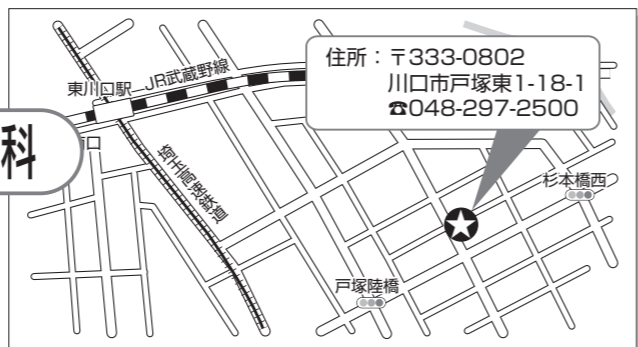 住所：〒333-0802
川口市戸塚東1-18-1
☎048-297-2500
東川口駅
JR武蔵野線
科
口
埼玉高速鉄道
杉本橋西
戸塚陸橋